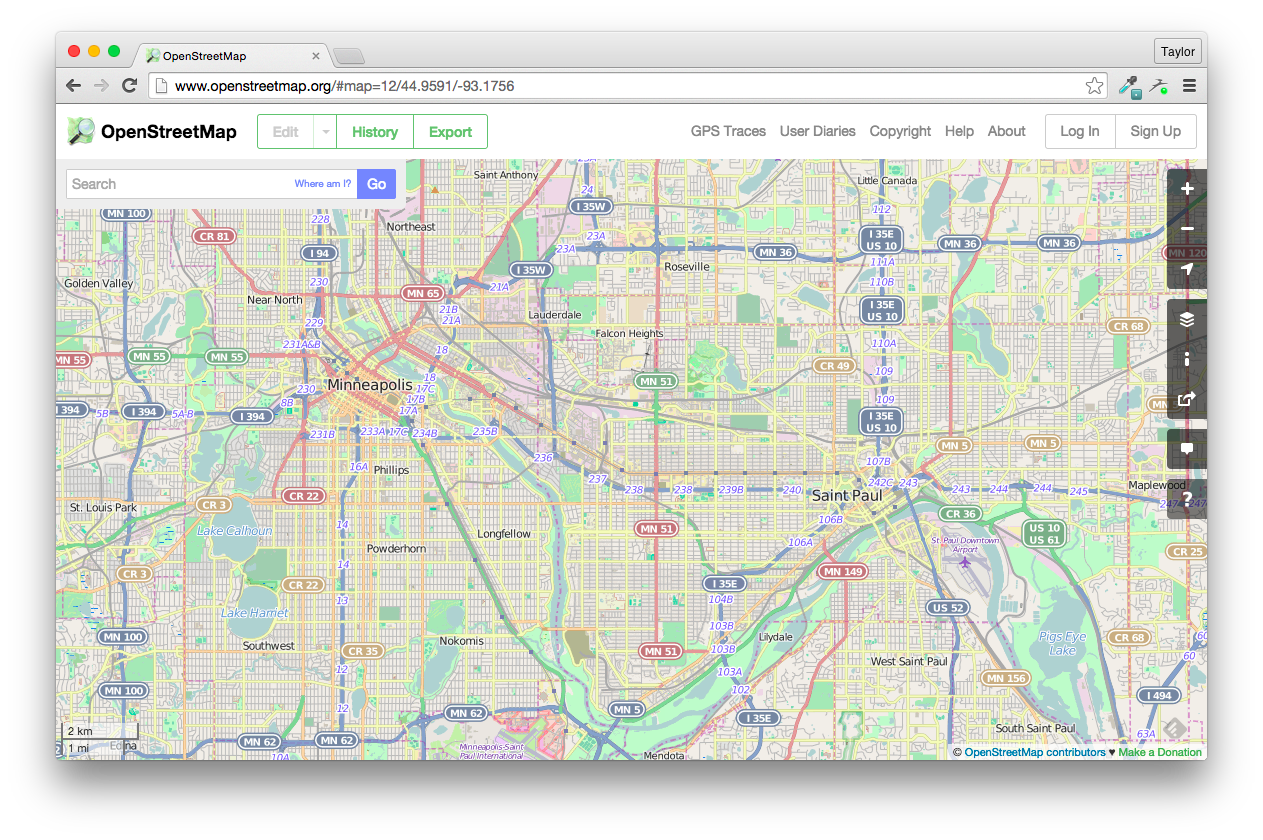 OpenStreetMap
Taylor
www.openstreetmap.org/#map=12/44.9591/-93.1756
OpenStreetMap
Edit
History
Export
GPS Traces
User Diaries
Copyright
Help
About
Log In
Sign Up
Search
Where am I?
Go
Saint Anthony
Little Canada
24
I 35W
112
MN 100
228
Northeast
23A
CR 81
I 35E
US 10
MN 36
MN 36
MN 36
I 94
23A
MN 120
111A
Roseville
I 35W
Golden Valley
230
110B
21A
MN 65
Near North
I 35E
US 10
21B
Lauderdale
21A
229
Falcon Heights
CR 68
231A&B
110A
18
MN 55
MN 55
MN 55
CR 49
109
18
MN 51
Minneapolis
17C
230
17B
109
8B
I 394
5B
I 394
5A-B
I 394
17A
I 35E
US 10
231B
233A
17C
234B
235B
MN 5
MN 5
236
107B
16A
Phillips
237
242C
243
Maplewood
238
238
239B
240
Saint Paul
243
244
244
245
CR 22
CR 3
St. Louis Park
CR 36
106B
14
Lake Calhoun
MN 51
US 10
US 61
Longfellow
106A
St. Paul Downtown
Airport
Powderhorn
CR 25
14
CR 3
MN 149
CR 22
I 35E
13
104B
Lake Harriet
US 52
103B
MN 100
Lilydale
Pigs Eye
Lake
CR 68
60
Nokomis
Southwest
CR 35
MN 51
103B
60
West Saint Paul
12
103A
MN 156
MN 100
102
I 494
12
MN 62
MN 5
I 35E
South Saint Paul
2 km
63A
MN 62
MN 62
1 mi
Edina
Minneapolis-Saint
Paul International
10A
Mendota
© OpenStreetMap contributors ♥ Make a Donation